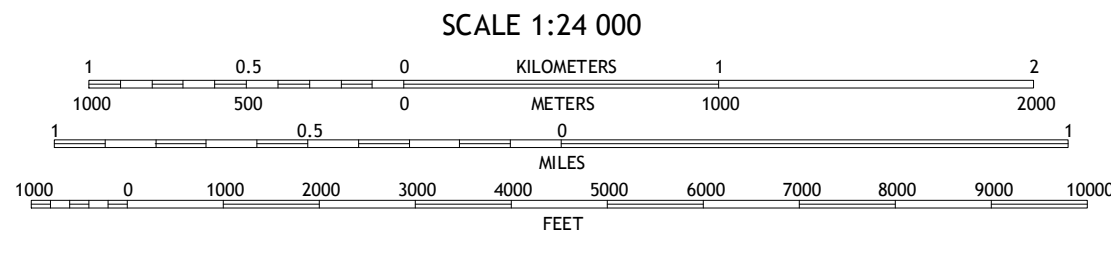 SCALE 1:24 000
1 0.5 0 KILOMETERS 1 2
1000 500 0 METERS 1000 2000
1 0.5 0 1
MILES
1000 0 1000 2000 3000 4000 5000 6000 7000 8000 9000 10000
FEET